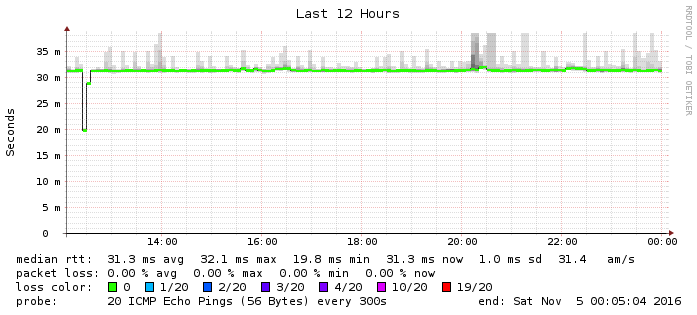 Last 12 Hours
RRDTOOL / TOBI OETIKER
Seconds
35 m
30 m
25 m
20 m
15 m
10 m
5 m
0
14:00 16:00 18:00 20:00 22:00 00:00
median rtt: 31.3 ms avg 32.1 ms max 19.8 ms min 31.3 ms now 1.0 ms sd 31.4 am/s
packet loss: 0.00 % avg 0.00 % max 0.00 % min 0.00 % now
loss color: 0 1/20 2/20 3/20 4/20 10/20 19/20
probe: 20 ICMP Echo Pings (56 Bytes) every 300s end: Sat Nov 5 00:05:04 2016